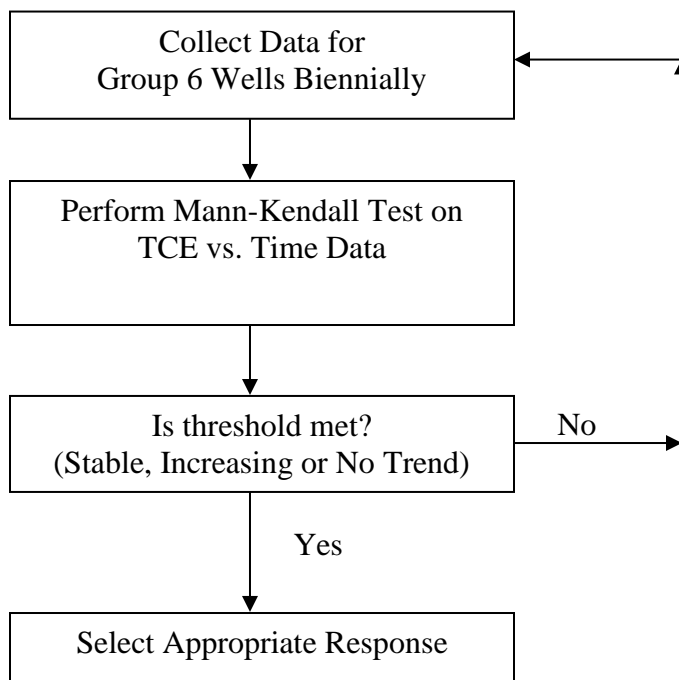 Collect Data for
Group 6 Wells Biennially
Perform Mann-Kendall Test on
TCE vs. Time Data
Is threshold met?
(Stable, Increasing or No Trend)
No
Yes
Select Appropriate Response